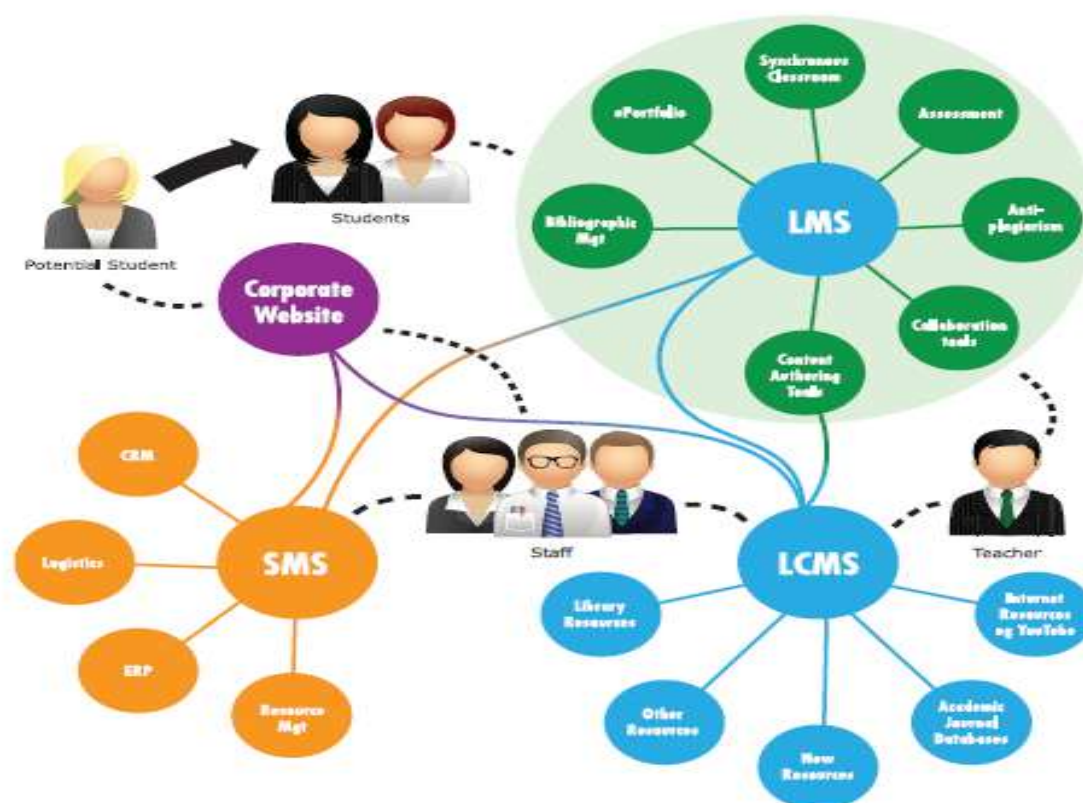 Synchronous
Classroom
ePortfolio
Assessment
Students
LMS
Bibliographic
Mgt
Anti-
plagiarism
Potential Student
Corporate
Website
Collaboration
tools
Content
Authoring
Tools
CRM
Staff
Teacher
Logistics
SMS
LCMS
Library
Resources
Internet
Resources
eg YouTube
ERP
Resource
Mgt
Other
Resources
Academic
Journal
Databases
New
Resources